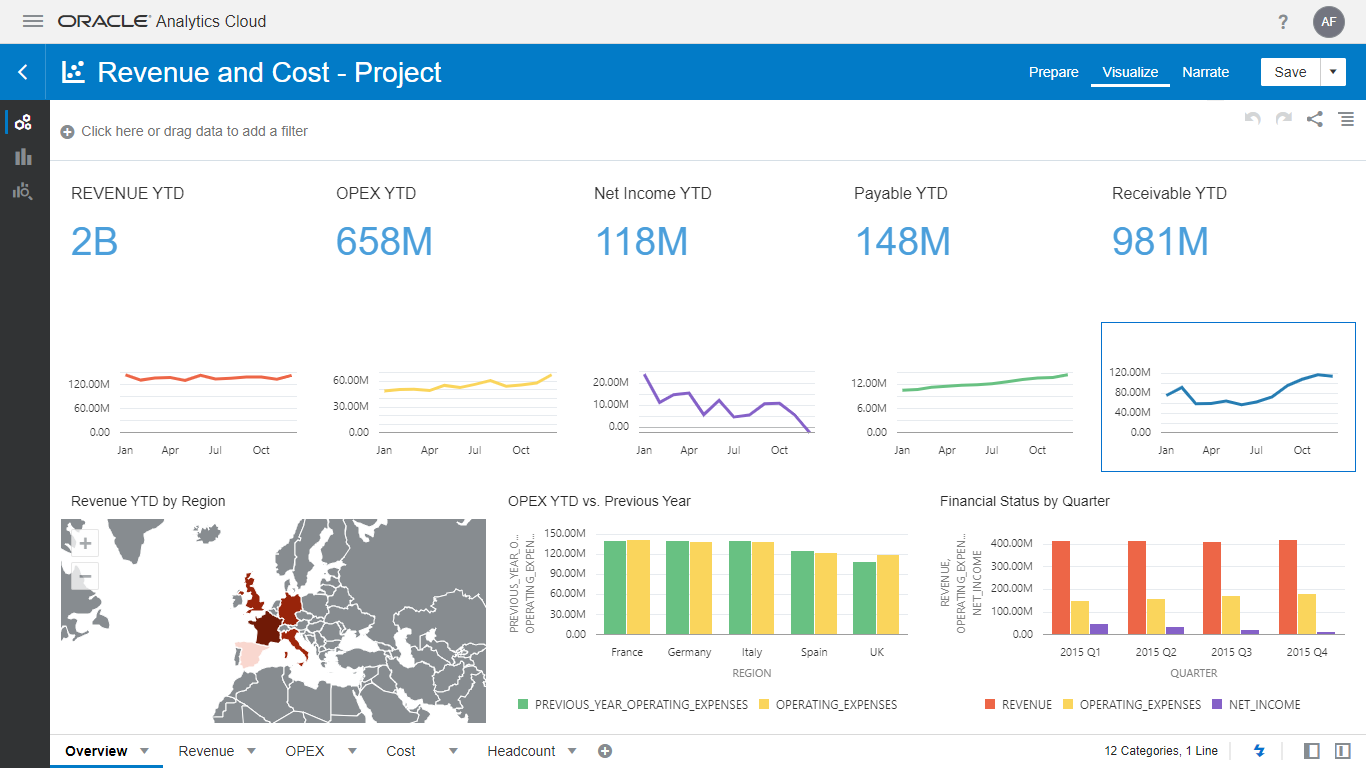 ORACLE Analytics Cloud
? AF
Revenue and Cost - Project
Prepare Visualize Narrate Save
Click here or drag data to add a filter
REVENUE YTD OPEX YTD Net Income YTD Payable YTD Receivable YTD
2B 658M 118M 148M 981M
120.00M
60.00M
0.00
Jan Apr Jul Oct
60.00M
30.00M
0.00
Jan Apr Jul Oct
20.00M
10.00M
0.00
Jan Apr Jul Oct
12.00M
6.00M
0.00
Jan Apr Jul Oct
120.00M
80.00M
40.00M
0.00
Jan Apr Jul Oct
Revenue YTD by Region
+
−
OPEX YTD vs. Previous Year
PREVIOUS_YEAR_O...
OPERATING_EXPEN...
150.00M
120.00M
90.00M
60.00M
30.00M
0.00
France Germany Italy Spain UK
REGION
PREVIOUS_YEAR_OPERATING_EXPENSES OPERATING_EXPENSES
Financial Status by Quarter
REVENUE,
OPERATING_EXPEN...
NET_INCOME
400.00M
300.00M
200.00M
100.00M
0.00
2015 Q1 2015 Q2 2015 Q3 2015 Q4
QUARTER
REVENUE OPERATING_EXPENSES NET_INCOME
Overview Revenue OPEX Cost Headcount
12 Categories, 1 Line